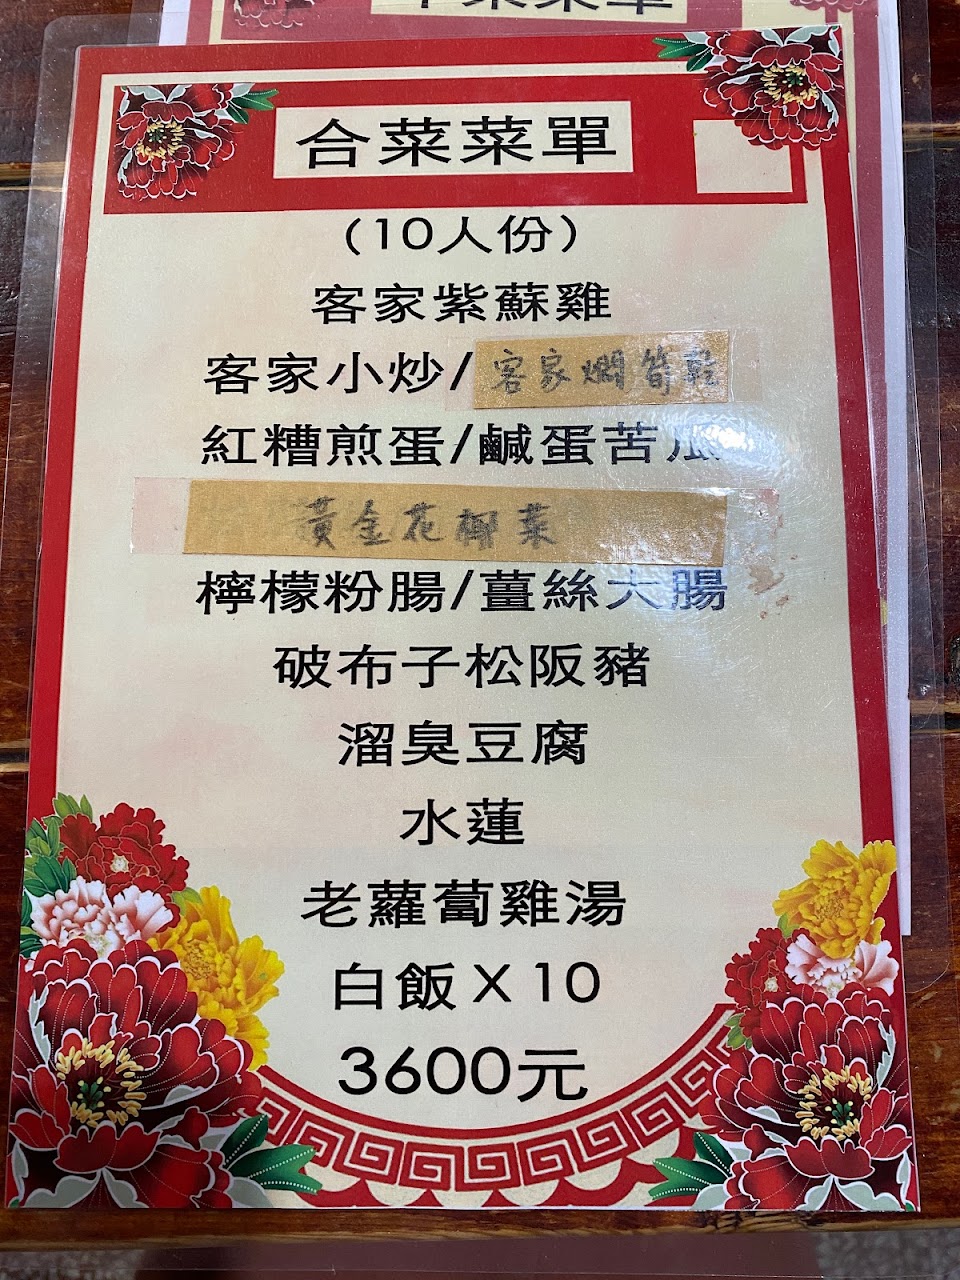 合菜菜單
(10人份)
客家紫蘇雞
客家小炒/客家焖筍乾
紅糟煎蛋/鹹蛋苦瓜
黃金花椰菜
檸檬粉腸/薑絲大腸
破布子松阪豬
溜臭豆腐
水蓮
老蘿蔔雞湯
白飯X10
3600元